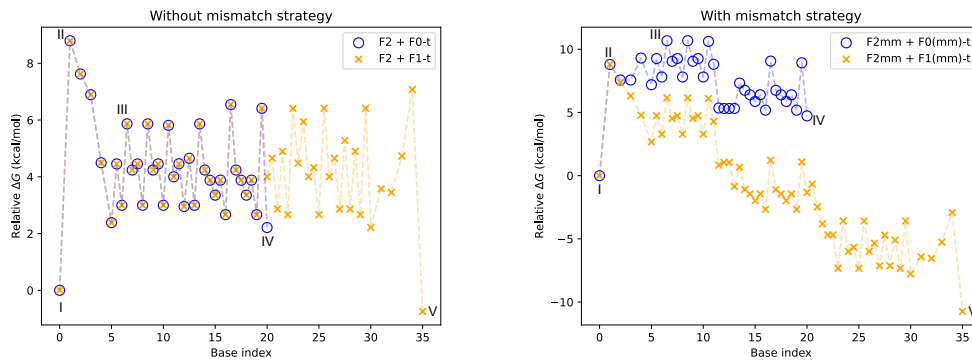 Without mismatch strategy
With mismatch strategy
II
F2 + F0-t
F2 + F1-t
8
6
4
2
0
III
IV
I
V
Relative ΔG (kcal/mol)
0 5 10 15 20 25 30 35
Base index
III
II
F2mm + F0(mm)-t
F2mm + F1(mm)-t
10
5
0
−5
−10
IV
I
V
Relative ΔG (kcal/mol)
0 5 10 15 20 25 30 35
Base index